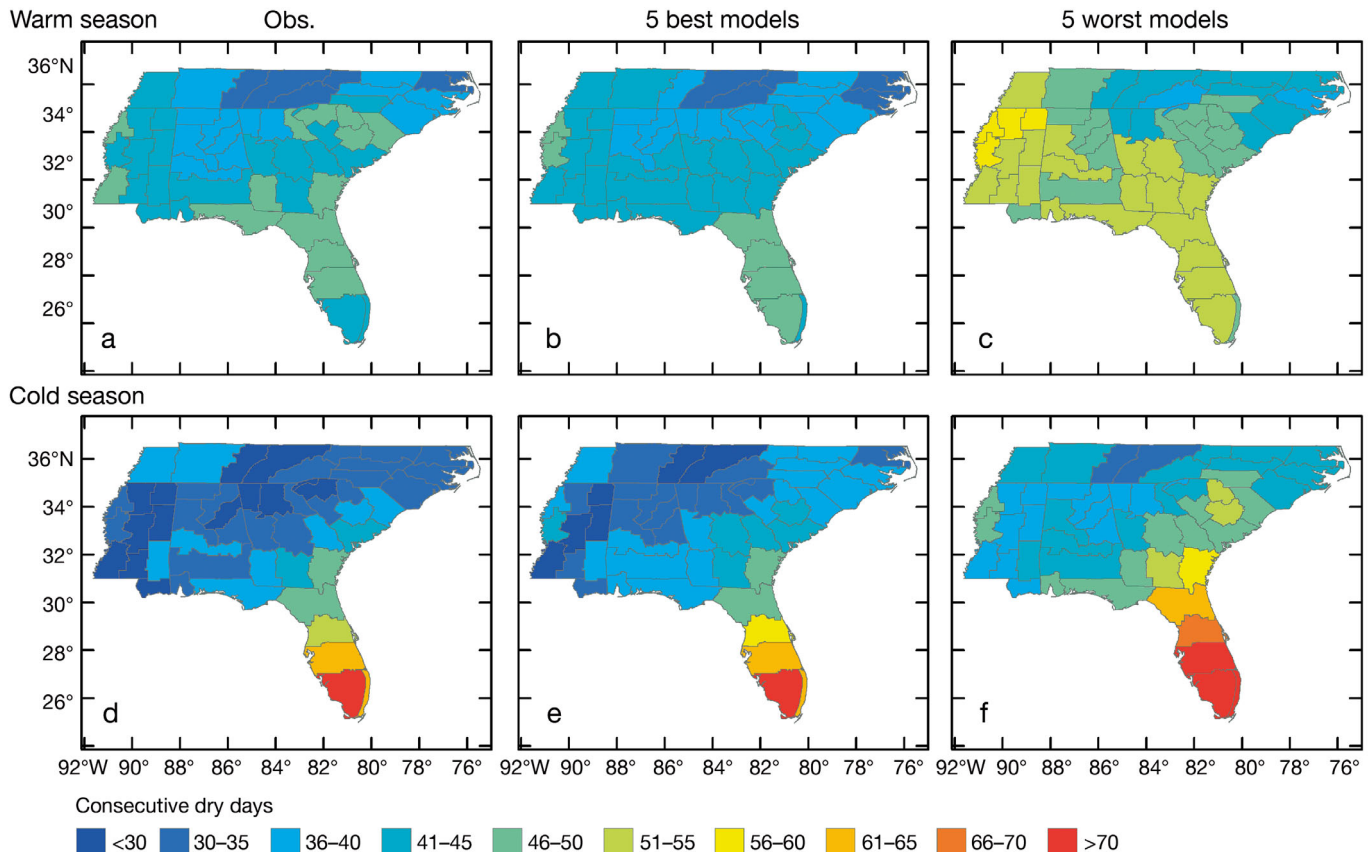 Warm season Obs. 5 best models 5 worst models
36°N
34°
32°
30°
28°
26°
a b c
Cold season
36°N
34°
32°
30°
28°
26°
d e f
92°W 90° 88° 86° 84° 82° 80° 78° 76° 92°W 90° 88° 86° 84° 82° 80° 78° 76° 92°W 90° 88° 86° 84° 82° 80° 78° 76°
Consecutive dry days
<30 30–35 36–40 41–45 46–50 51–55 56–60 61–65 66–70 >70